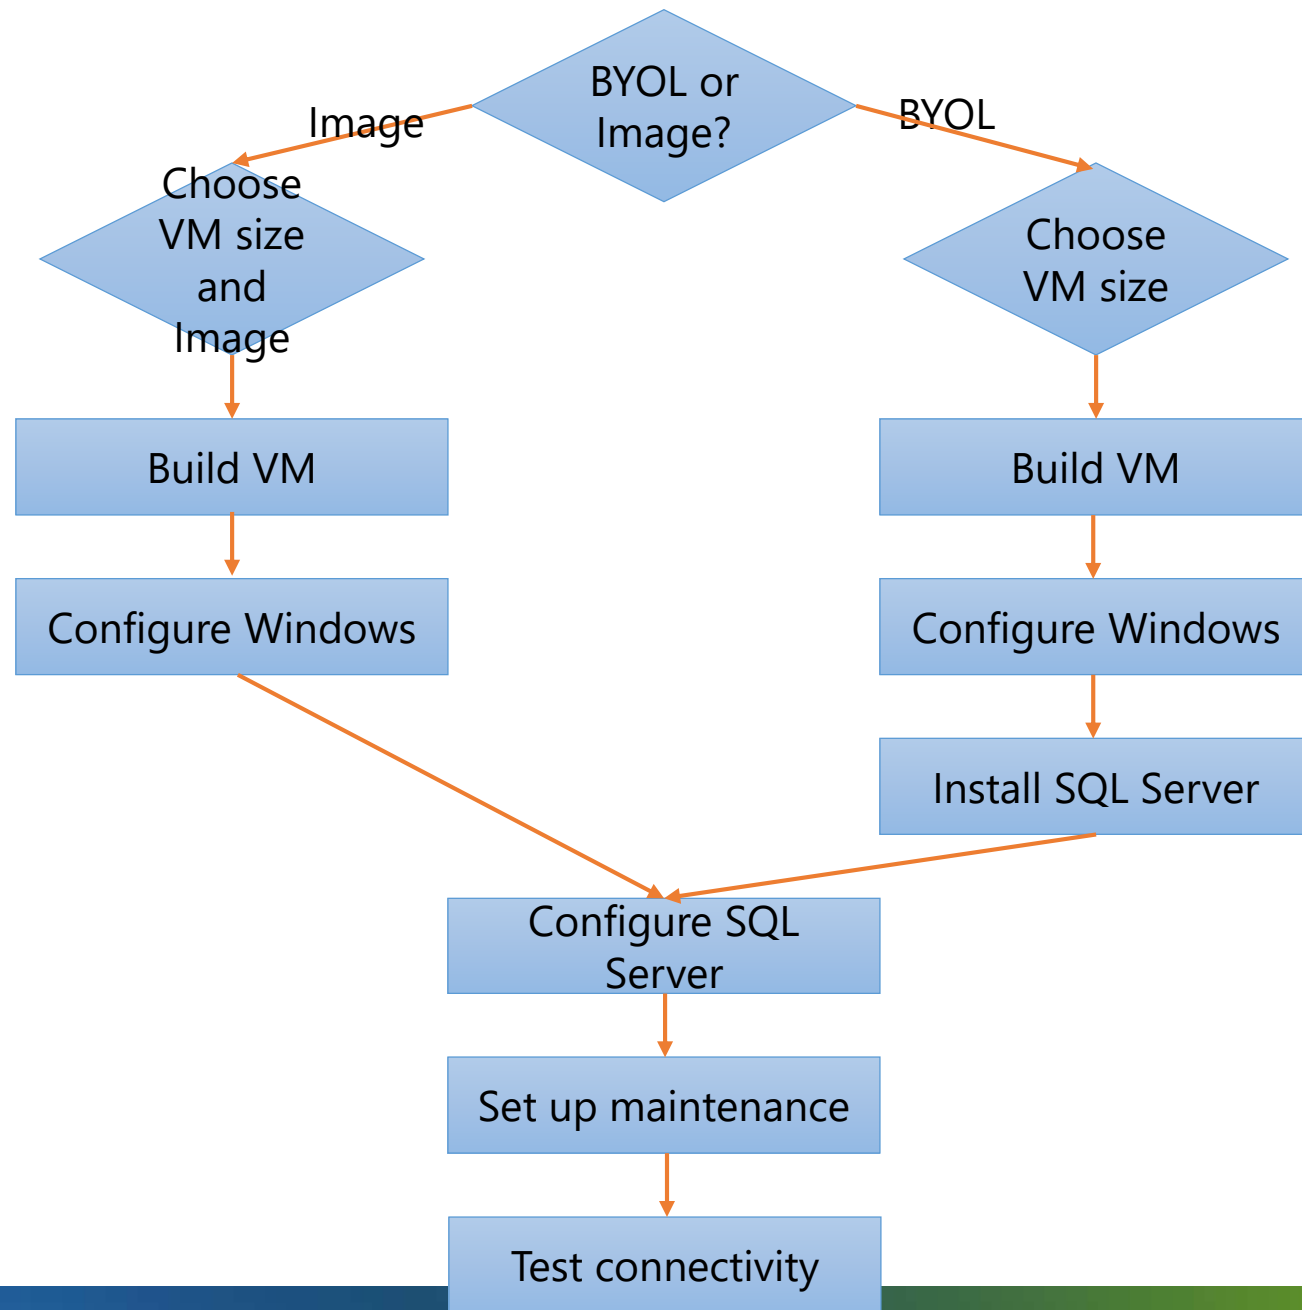 BYOL or
Image?
Image
BYOL
Choose
VM size
and
Image
Choose
VM size
Build VM
Build VM
Configure Windows
Configure Windows
Install SQL Server
Configure SQL
Server
Set up maintenance
Test connectivity